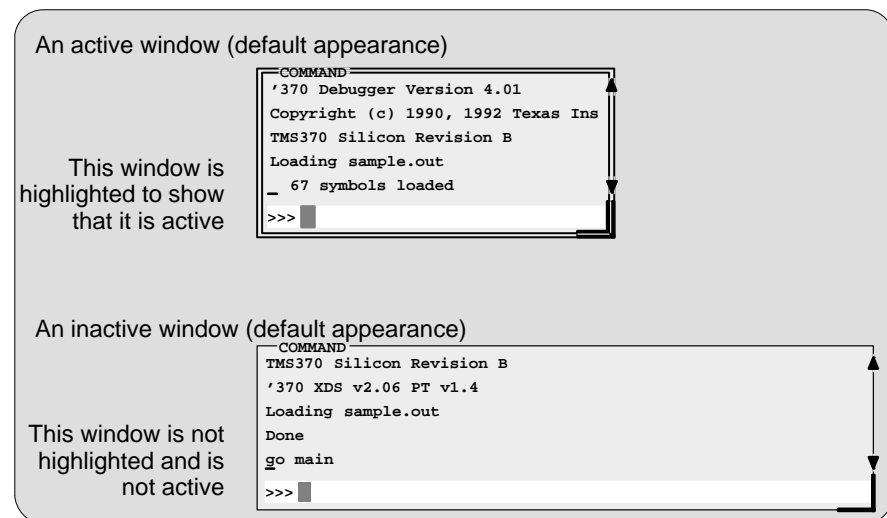 An active window (default appearance)
COMMAND
’370 Debugger Version 4.01
Copyright (c) 1990, 1992 Texas Ins
TMS370 Silicon Revision B
Loading sample.out
_ 67 symbols loaded
>>>
This window is
highlighted to show
that it is active
An inactive window (default appearance)
COMMAND
TMS370 Silicon Revision B
’370 XDS v2.06 PT v1.4
Loading sample.out
Done
go main
>>>
This window is not
highlighted and is
not active